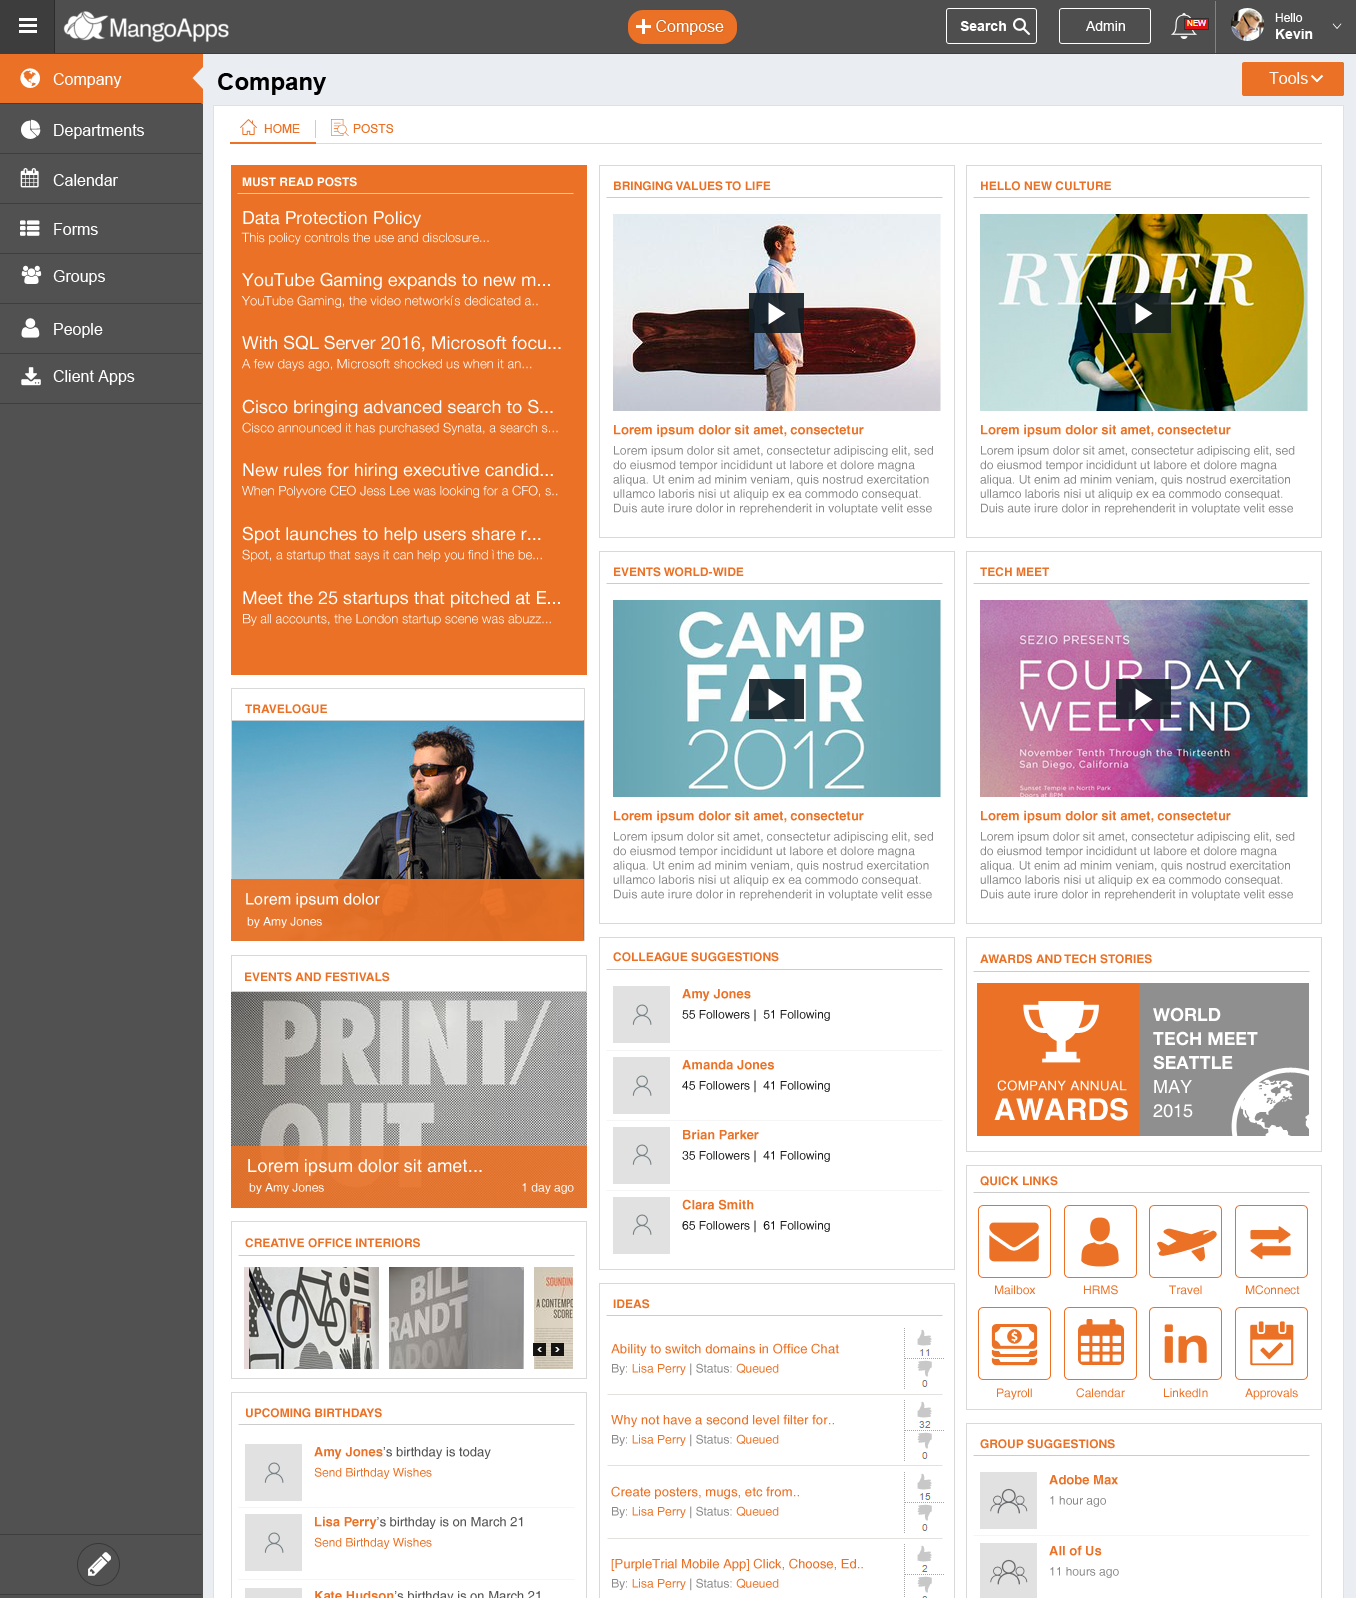 MangoApps
Compose
Search
Admin
NEW
Hello
Kevin
Company
Departments
Calendar
Forms
Groups
People
Client Apps
Company
Tools
HOME
POSTS
MUST READ POSTS
Data Protection Policy
This policy controls the use and disclosure...
YouTube Gaming expands to new m...
YouTube Gaming, the video networkís dedicated a..
With SQL Server 2016, Microsoft focu...
A few days ago, Microsoft shocked us when it an...
Cisco bringing advanced search to S...
Cisco announced it has purchased Synata, a search s...
New rules for hiring executive candid...
When Polyvore CEO Jess Lee was looking for a CFO, s..
Spot launches to help users share r...
Spot, a startup that says it can help you find ì the be...
Meet the 25 startups that pitched at E...
By all accounts, the London startup scene was abuzz...
TRAVELOGUE
Lorem ipsum dolor
by Amy Jones
EVENTS AND FESTIVALS
PRINT/
OUT
Lorem ipsum dolor sit amet...
by Amy Jones
1 day ago
CREATIVE OFFICE INTERIORS
BILL
RANDT
ADOW
SOUNDING
A CONTEMPO
SCORE
UPCOMING BIRTHDAYS
Amy Jones's birthday is today
Send Birthday Wishes
Lisa Perry's birthday is on March 21
Send Birthday Wishes
Kate Hudson's birthday is on March 21
BRINGING VALUES TO LIFE
Lorem ipsum dolor sit amet, consectetur
Lorem ipsum dolor sit amet, consectetur adipiscing elit, sed
do eiusmod tempor incididunt ut labore et dolore magna
aliqua. Ut enim ad minim veniam, quis nostrud exercitation
ullamco laboris nisi ut aliquip ex ea commodo consequat.
Duis aute irure dolor in reprehenderit in voluptate velit esse
EVENTS WORLD-WIDE
CAMP
FAIR
2012
Lorem ipsum dolor sit amet, consectetur
Lorem ipsum dolor sit amet, consectetur adipiscing elit, sed
do eiusmod tempor incididunt ut labore et dolore magna
aliqua. Ut enim ad minim veniam, quis nostrud exercitation
ullamco laboris nisi ut aliquip ex ea commodo consequat.
Duis aute irure dolor in reprehenderit in voluptate velit esse
COLLEAGUE SUGGESTIONS
Amy Jones
55 Followers | 51 Following
Amanda Jones
45 Followers | 41 Following
Brian Parker
35 Followers | 41 Following
Clara Smith
65 Followers | 61 Following
IDEAS
Ability to switch domains in Office Chat
By: Lisa Perry | Status: Queued
11
0
Why not have a second level filter for..
By: Lisa Perry | Status: Queued
32
0
Create posters, mugs, etc from..
By: Lisa Perry | Status: Queued
15
0
[PurpleTrial Mobile App] Click, Choose, Ed..
By: Lisa Perry | Status: Queued
2
HELLO NEW CULTURE
RYDER
Lorem ipsum dolor sit amet, consectetur
Lorem ipsum dolor sit amet, consectetur adipiscing elit, sed
do eiusmod tempor incididunt ut labore et dolore magna
aliqua. Ut enim ad minim veniam, quis nostrud exercitation
ullamco laboris nisi ut aliquip ex ea commodo consequat.
Duis aute irure dolor in reprehenderit in voluptate velit esse
TECH MEET
SEZIO PRESENTS
FOUR DAY
WEEKEND
November Tenth Through the Thirteenth
San Diego, California
Sunset Temple in North Park
Doors at 8PM
Lorem ipsum dolor sit amet, consectetur
Lorem ipsum dolor sit amet, consectetur adipiscing elit, sed
do eiusmod tempor incididunt ut labore et dolore magna
aliqua. Ut enim ad minim veniam, quis nostrud exercitation
ullamco laboris nisi ut aliquip ex ea commodo consequat.
Duis aute irure dolor in reprehenderit in voluptate velit esse
AWARDS AND TECH STORIES
COMPANY ANNUAL
AWARDS
WORLD
TECH MEET
SEATTLE
MAY
2015
QUICK LINKS
Mailbox
HRMS
Travel
MConnect
Payroll
Calendar
LinkedIn
Approvals
GROUP SUGGESTIONS
Adobe Max
1 hour ago
All of Us
11 hours ago